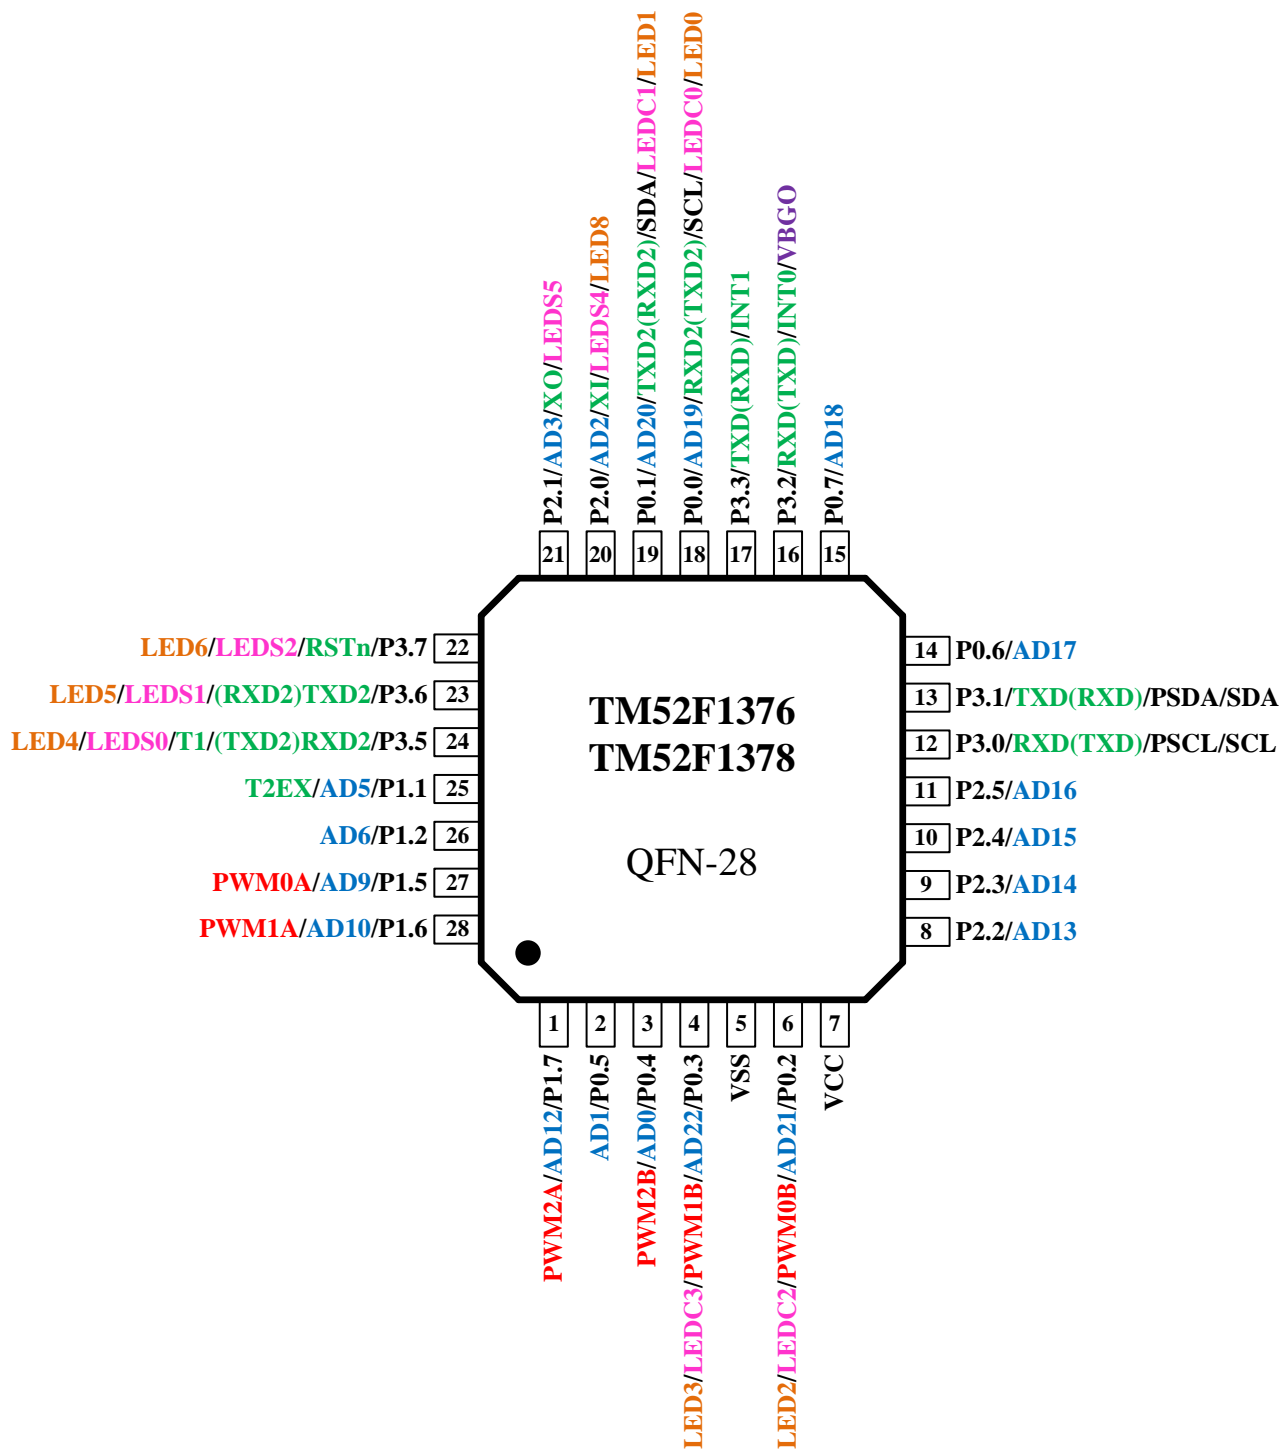 P2.1/AD3/XO/LEDS5
P2.0/AD2/XI/LEDS4/LED8
P0.1/AD20/TXD2(RXD2)/SDA/LEDC1/LED1
P0.0/AD19/RXD2(TXD2)/SCL/LEDC0/LED0
P3.3/TXD(RXD)/INT1
P3.2/RXD(TXD)/INT0/VBGO
P0.7/AD18
21 20 19 18 17 16 15
LED6/LEDS2/RSTn/P3.7 22
LED5/LEDS1/(RXD2)TXD2/P3.6 23
LED4/LEDS0/T1/(TXD2)RXD2/P3.5 24
T2EX/AD5/P1.1 25
AD6/P1.2 26
PWM0A/AD9/P1.5 27
PWM1A/AD10/P1.6 28
TM52F1376
TM52F1378
QFN-28
14 P0.6/AD17
13 P3.1/TXD(RXD)/PSDA/SDA
12 P3.0/RXD(TXD)/PSCL/SCL
11 P2.5/AD16
10 P2.4/AD15
9 P2.3/AD14
8 P2.2/AD13
1 2 3 4 5 6 7
PWM2A/AD12/P1.7
AD1/P0.5
PWM2B/AD0/P0.4
LED3/LEDC3/PWM1B/AD22/P0.3
VSS
LED2/LEDC2/PWM0B/AD21/P0.2
VCC